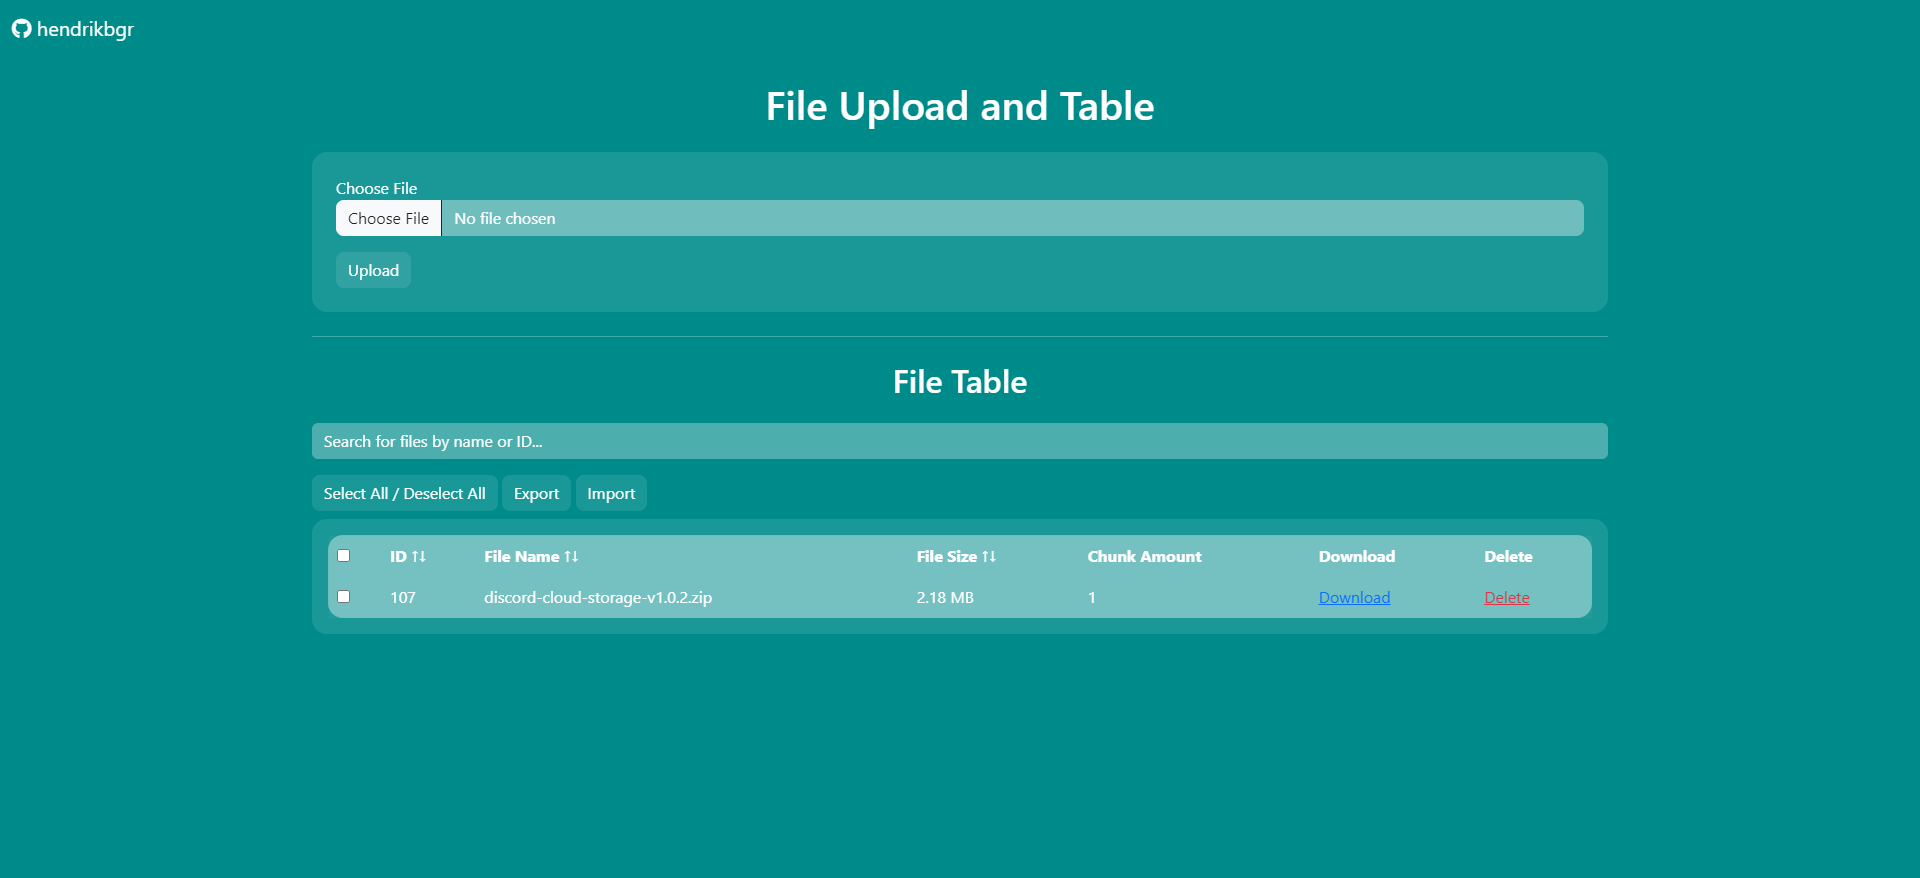 hendrikbgr
File Upload and Table
Choose File
Choose File No file chosen
Upload
File Table
Search for files by name or ID...
Select All / Deselect All Export Import
ID ↑↓ File Name ↑↓ File Size ↑↓ Chunk Amount Download Delete
107 discord-cloud-storage-v1.0.2.zip 2.18 MB 1 Download Delete